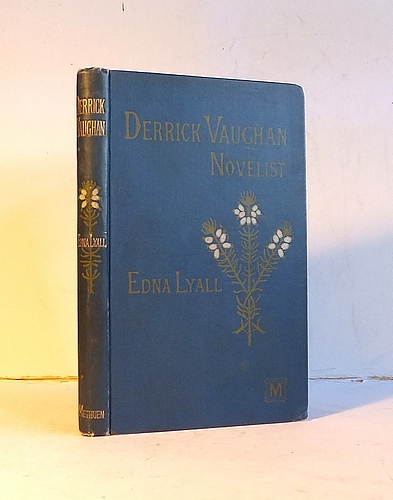 DERRICK
VAUGHAN
EDNA LYALL
METHUEN
DERRICK VAUGHAN
NOVELIST
EDNA LYALL
M